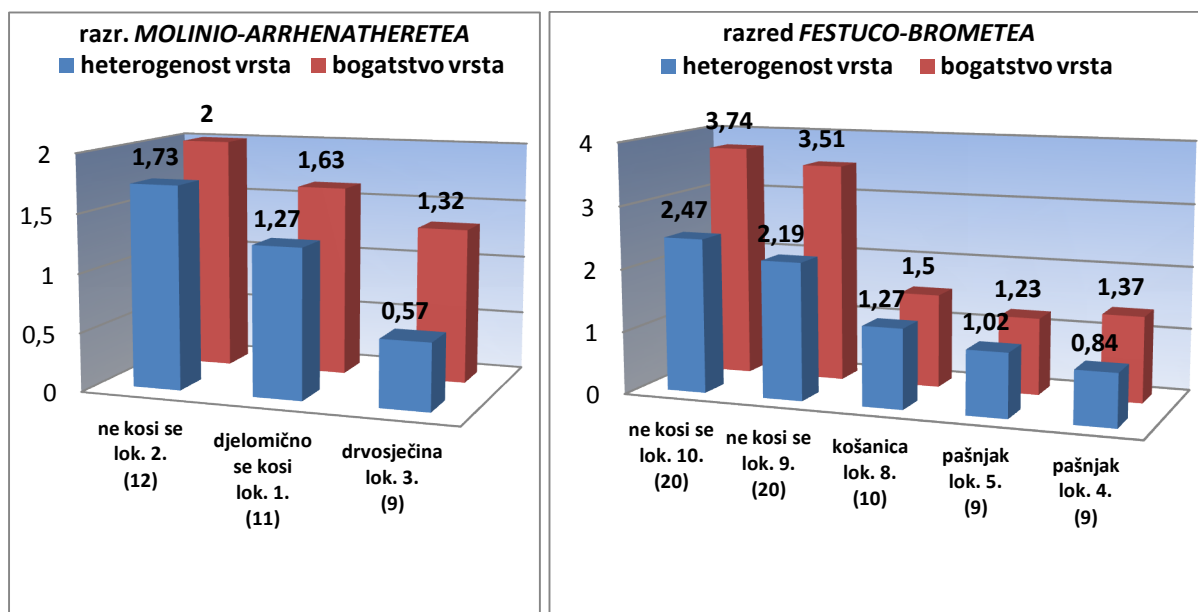 razr. MOLINIO-ARRHENATHERETEA
heterogenost vrsta bogatstvo vrsta
2
1,73
1,63
1,27
1,32
0,57
2
1,5
1
0,5
0
ne kosi se
lok. 2.
(12)
djelomično
se kosi
lok. 1.
(11)
drvosječina
lok. 3.
(9)
razred FESTUCO-BROMETEA
heterogenost vrsta bogatstvo vrsta
3,74
3,51
2,47
2,19
1,5
1,27
1,23
1,02
1,37
0,84
4
3
2
1
0
ne kosi se
lok. 10.
(20)
ne kosi se
lok. 9.
(20)
košanica
lok. 8.
(10)
pašnjak
lok. 5.
(9)
pašnjak
lok. 4.
(9)